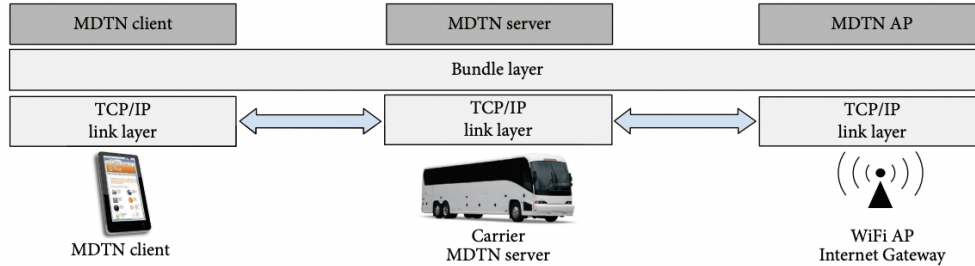 MDTN client
MDTN server
MDTN AP
Bundle layer
TCP/IP
link layer
TCP/IP
link layer
TCP/IP
link layer
MDTN client
Carrier
MDTN server
WiFi AP
Internet Gateway